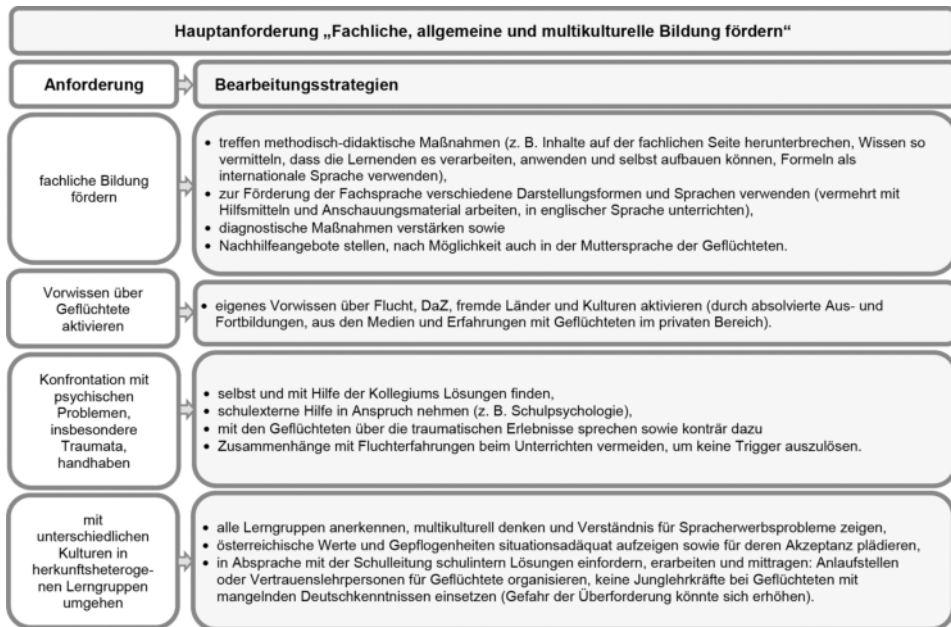 Hauptanforderung „Fachliche, allgemeine und multikulturelle Bildung fördern“
Anforderung
Bearbeitungsstrategien
fachliche Bildung
fördern
• treffen methodisch-didaktische Maßnahmen (z. B. Inhalte auf der fachlichen Seite herunterbrechen, Wissen so
vermitteln, dass die Lernenden es verarbeiten, anwenden und selbst aufbauen können, Formeln als
internationale Sprache verwenden),
• zur Förderung der Fachsprache verschiedene Darstellungsformen und Sprachen verwenden (vermehrt mit
Hilfsmitteln und Anschauungsmaterial arbeiten, in englischer Sprache unterrichten),
• diagnostische Maßnahmen verstärken sowie
• Nachhilfeangebote stellen, nach Möglichkeit auch in der Muttersprache der Geflüchteten.
Vorwissen über
Geflüchtete
aktivieren
• eigenes Vorwissen über Flucht, DaZ, fremde Länder und Kulturen aktivieren (durch absolvierte Aus- und
Fortbildungen, aus den Medien und Erfahrungen mit Geflüchteten im privaten Bereich).
Konfrontation mit
psychischen
Problemen,
insbesondere
Traumata,
handhaben
• selbst und mit Hilfe der Kollegiums Lösungen finden,
• schulexterne Hilfe in Anspruch nehmen (z. B. Schulpsychologie),
• mit den Geflüchteten über die traumatischen Erlebnisse sprechen sowie konträr dazu
• Zusammenhänge mit Fluchterfahrungen beim Unterrichten vermeiden, um keine Trigger auszulösen.
mit
unterschiedlichen
Kulturen in
herkunftsheteroge-
nen Lerngruppen
umgehen
• alle Lerngruppen anerkennen, multikulturell denken und Verständnis für Spracherwerbsprobleme zeigen,
• österreichische Werte und Gepflogenheiten situationsadäquat aufzeigen sowie für deren Akzeptanz plädieren,
• in Absprache mit der Schulleitung schulintern Lösungen einfordern, erarbeiten und mittragen: Anlaufstellen
oder Vertrauenslehrpersonen für Geflüchtete organisieren, keine Junglehrkräfte bei Geflüchteten mit
mangelnden Deutschkenntnissen einsetzen (Gefahr der Überforderung könnte sich erhöhen).